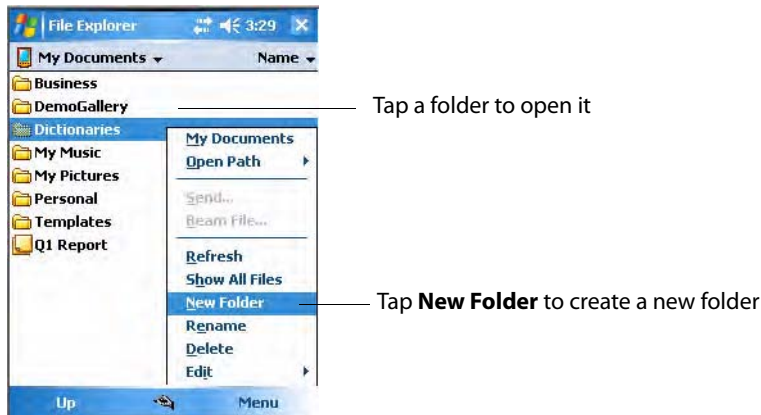 File Explorer 3:29
My Documents Name
Business
DemoGallery
Tap a folder to open it
Dictionaries
My Music
My Pictures
Personal
Templates
Q1 Report
My Documents
Open Path
Send...
Beam File...
Refresh
Show All Files
New Folder
Tap New Folder to create a new folder
Rename
Delete
Edit
Up Menu